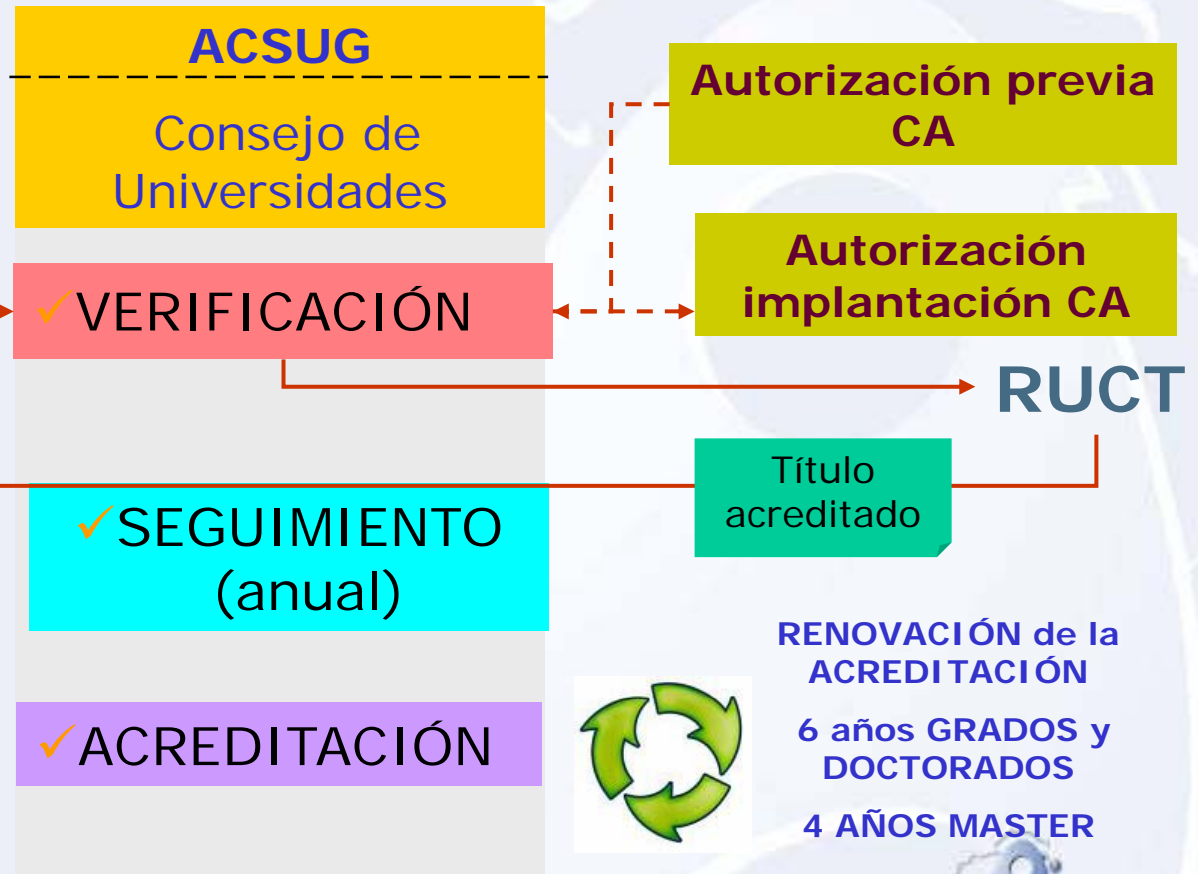 ACSUG
Consejo de
Universidades
Autorización previa
CA
Autorización
implantación CA
✓VERIFICACIÓN
RUCT
Título
acreditado
✓SEGUIMIENTO
(anual)
RENOVACIÓN de la
ACREDITACIÓN
6 años GRADOS y
DOCTORADOS
4 AÑOS MASTER
✓ACREDITACIÓN